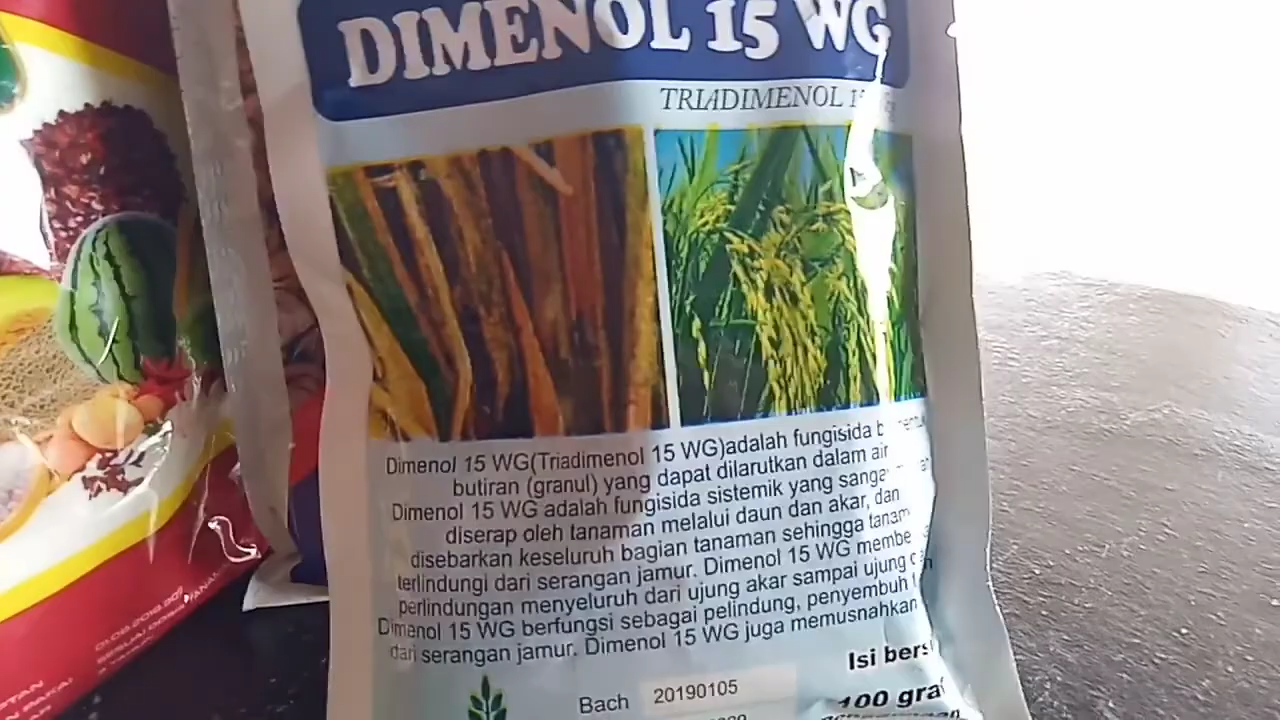 DIMENOL 15 WG
TRIADIMENOL
Dimenol 15 WG(Triadimenol 15 WG)adalah fungisida
butiran (granul) yang dapat dilarutkan dalam air
Dimenol 15 WG adalah fungisida sistemik yang
diserap oleh tanaman melalui daun dan akar, dan
disebarkan keseluruh bagian tanaman sehingga
terlindungi dari serangan jamur. Dimenol 15 WG
perlindungan menyeluruh dari ujung akar sampai ujung
Dimenol 15 WG berfungsi sebagai pelindung, penyembuh
dari serangan jamur. Dimenol 15 WG juga memusnahkan
Isi
Bach 20190105
100